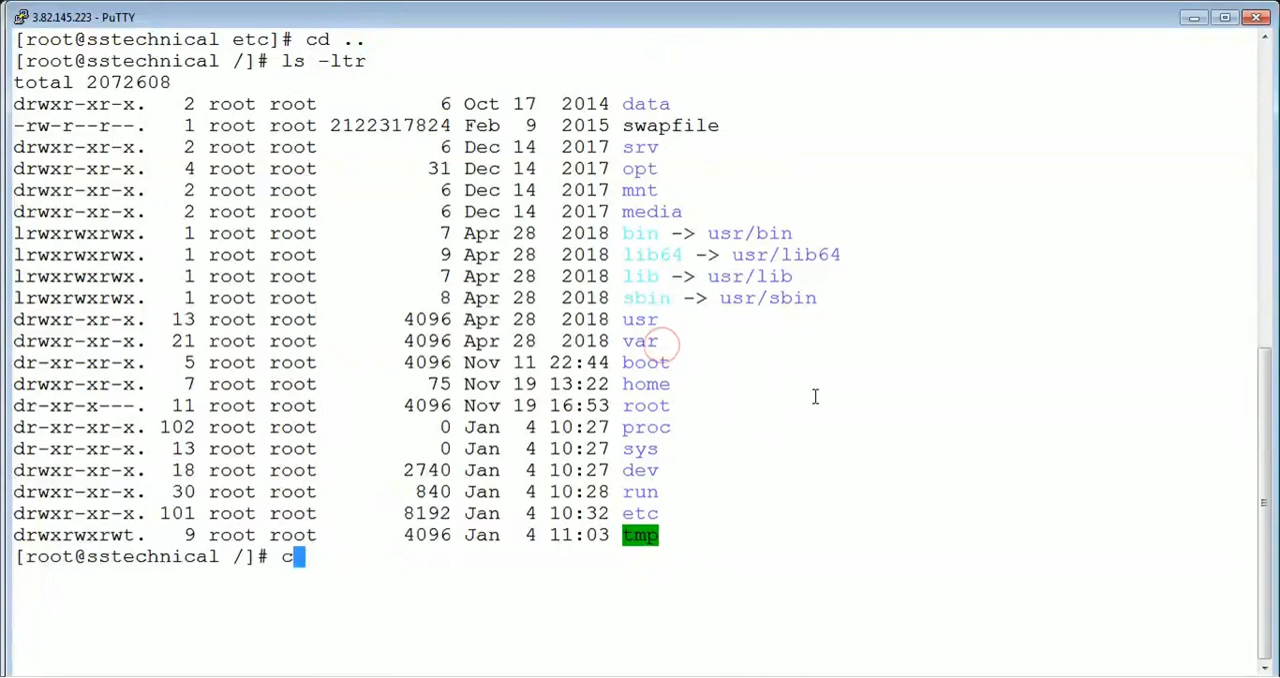 3.82.145.223 - PuTTY
[root@sstechnical etc]# cd ..
[root@sstechnical /]# ls -ltr
total 2072608
drwxr-xr-x. 2 root root 6 Oct 17 2014 data
-rw-r--r--. 1 root root 2122317824 Feb 9 2015 swapfile
drwxr-xr-x. 2 root root 6 Dec 14 2017 srv
drwxr-xr-x. 4 root root 31 Dec 14 2017 opt
drwxr-xr-x. 2 root root 6 Dec 14 2017 mnt
drwxr-xr-x. 2 root root 6 Dec 14 2017 media
lrwxrwxrwx. 1 root root 7 Apr 28 2018 bin -> usr/bin
lrwxrwxrwx. 1 root root 9 Apr 28 2018 lib64 -> usr/lib64
lrwxrwxrwx. 1 root root 7 Apr 28 2018 lib -> usr/lib
lrwxrwxrwx. 1 root root 8 Apr 28 2018 sbin -> usr/sbin
drwxr-xr-x. 13 root root 4096 Apr 28 2018 usr
drwxr-xr-x. 21 root root 4096 Apr 28 2018 var
dr-xr-xr-x. 5 root root 4096 Nov 11 22:44 boot
drwxr-xr-x. 7 root root 75 Nov 19 13:22 home
dr-xr-x---. 11 root root 4096 Nov 19 16:53 root
dr-xr-xr-x. 102 root root 0 Jan 4 10:27 proc
dr-xr-xr-x. 13 root root 0 Jan 4 10:27 sys
drwxr-xr-x. 18 root root 2740 Jan 4 10:27 dev
drwxr-xr-x. 30 root root 840 Jan 4 10:28 run
drwxr-xr-x. 101 root root 8192 Jan 4 10:32 etc
drwxrwxrwt. 9 root root 4096 Jan 4 11:03 tmp
[root@sstechnical /]# c